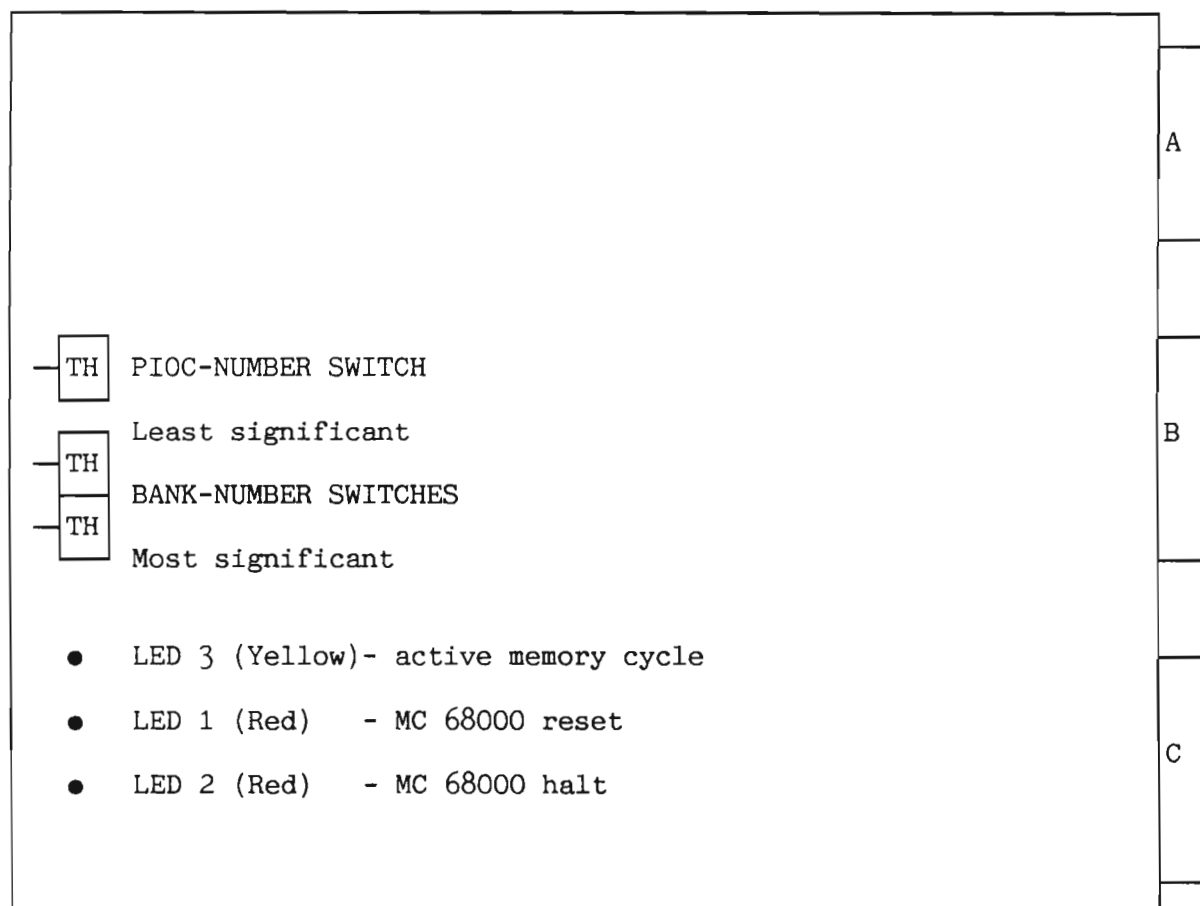 A
TH PIOC-NUMBER SWITCH
Least significant
B
TH
BANK-NUMBER SWITCHES
TH
Most significant
LED 3 (Yellow)- active memory cycle
LED 1 (Red) - MC 68000 reset
C
LED 2 (Red) - MC 68000 halt